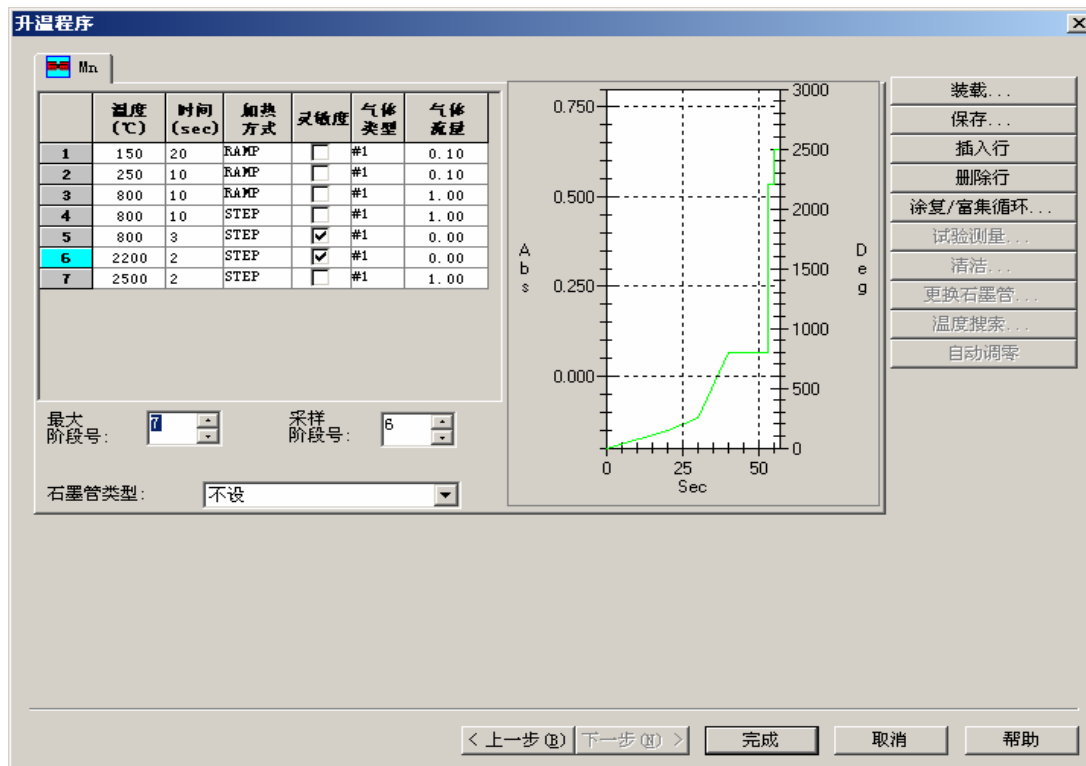 升温程序
Mn
温度(℃) 时间(sec) 加热方式 灵敏度 气体类型 气体流量
1 150 20 RAMP #1 0.10
2 250 10 RAMP #1 0.10
3 800 10 RAMP #1 1.00
4 800 10 STEP #1 1.00
5 800 3 STEP #1 0.00
6 2200 2 STEP #1 0.00
7 2500 2 STEP #1 1.00
最大阶段号: 7 采样阶段号: 6
石墨管类型: 不设
0.750
0.500
0.250
0.000
Abs
3000
2500
2000
1500
1000
500
0
Deg
0 25 50
Sec
装载...
保存...
插入行
删除行
涂复/富集循环...
试验测量...
清洁...
更换石墨管...
温度搜索...
自动调零
< 上一步(B) 下一步(N) > 完成 取消 帮助